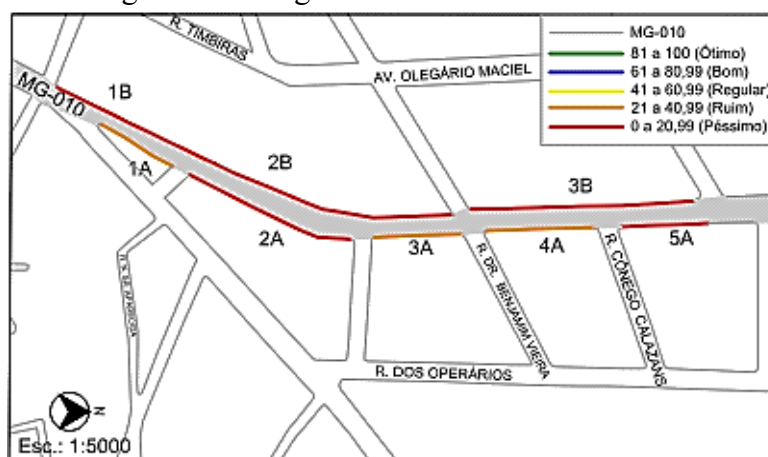 R. TIMBIRAS
AV. OLEGÁRIO MACIEL
MG-010
81 a 100 (Ótimo)
61 a 80,99 (Bom)
41 a 60,99 (Regular)
21 a 40,99 (Ruim)
0 a 20,99 (Péssimo)
MG-010
1B
2B
3B
1A
2A
3A
4A
5A
R. DR. BENJAMIM VIEIRA
R. CÔNEGO CALAZANS
R. DOS OPERÁRIOS
N
Esc.: 1:5000